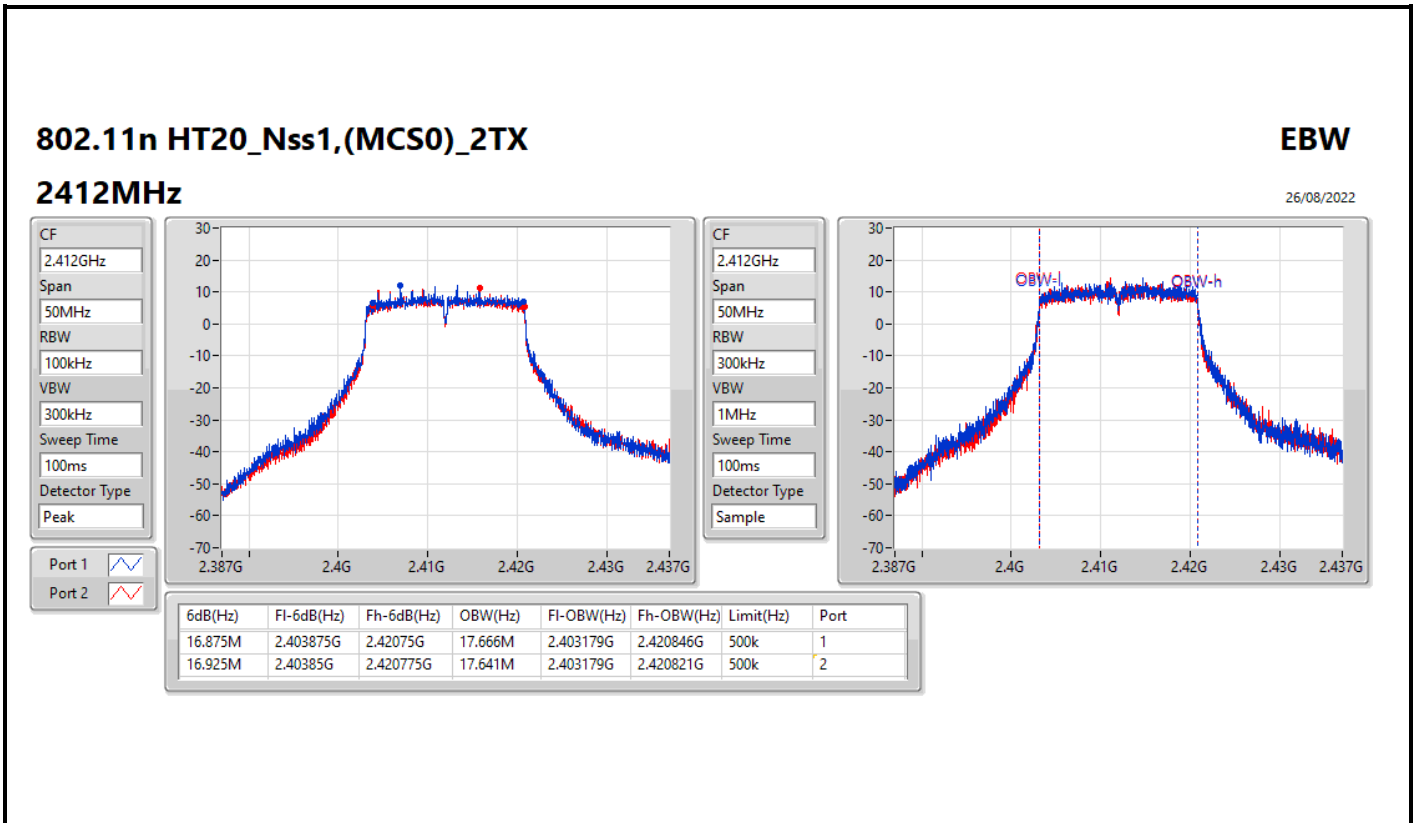 802.11n HT20_Nss1,(MCS0)_2TX
EBW
2412MHz
26/08/2022
CF
2.412GHz
Span
50MHz
RBW
100kHz
VBW
300kHz
Sweep Time
100ms
Detector Type
Peak
Port 1
Port 2
30
20
10
0
-10
-20
-30
-40
-50
-60
-70
2.387G 2.4G 2.41G 2.42G 2.43G 2.437G
CF
2.412GHz
Span
50MHz
RBW
300kHz
VBW
1MHz
Sweep Time
100ms
Detector Type
Sample
30
20
10
0
-10
-20
-30
-40
-50
-60
-70
OBW-l OBW-h
2.387G 2.4G 2.41G 2.42G 2.43G 2.437G
6dB(Hz) Fl-6dB(Hz) Fh-6dB(Hz) OBW(Hz) Fl-OBW(Hz) Fh-OBW(Hz) Limit(Hz) Port
16.875M 2.403875G 2.42075G 17.666M 2.403179G 2.420846G 500k 1
16.925M 2.40385G 2.420775G 17.641M 2.403179G 2.420821G 500k 2